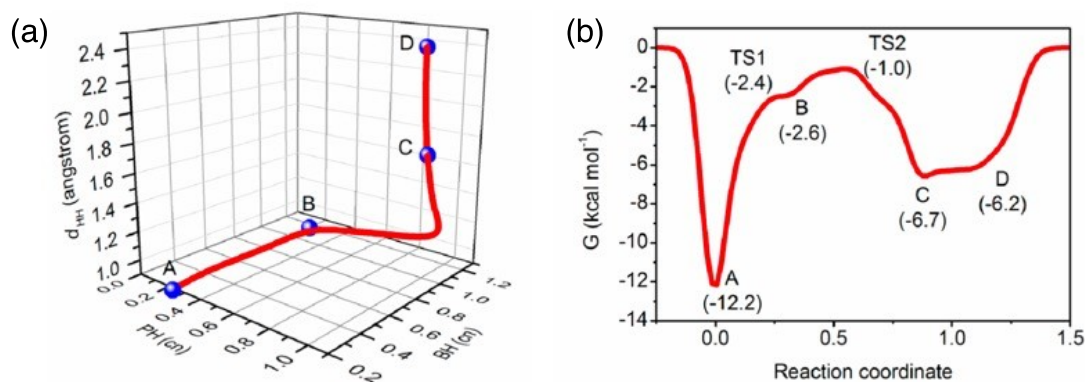 (a)
2.4
2.2
2.0
1.8
1.6
1.4
1.2
1.0
d_HH (angstrom)
0.0
0.2
0.4
0.6
0.8
1.0
PH (cn)
0.2
0.4
0.6
0.8
1.0
1.2
BH (cn)
A
B
C
D
(b)
0
-2
-4
-6
-8
-10
-12
-14
G (kcal mol⁻¹)
TS1
(-2.4)
B
(-2.6)
TS2
(-1.0)
C
(-6.7)
D
(-6.2)
A
(-12.2)
0.0 0.5 1.0 1.5
Reaction coordinate